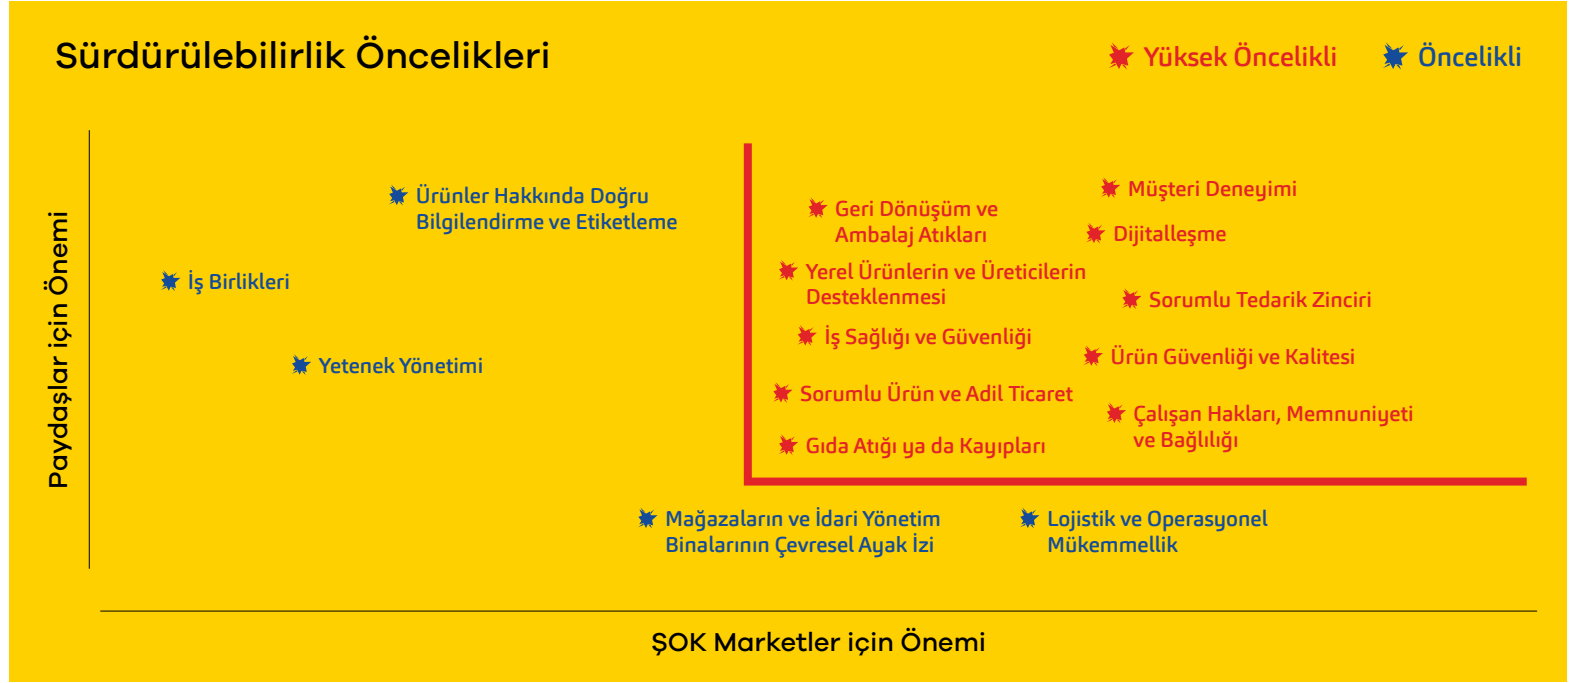 Sürdürülebilirlik Öncelikleri
Yüksek Öncelikli
Öncelikli
Paydaşlar için Önemi
Ürünler Hakkında Doğru
Bilgilendirme ve Etiketleme
İş Birlikleri
Yetenek Yönetimi
Geri Dönüşüm ve
Ambalaj Atıkları
Müşteri Deneyimi
Dijitalleşme
Yerel Ürünlerin ve Üreticilerin
Desteklenmesi
Sorumlu Tedarik Zinciri
İş Sağlığı ve Güvenliği
Ürün Güvenliği ve Kalitesi
Sorumlu Ürün ve Adil Ticaret
Çalışan Hakları, Memnuniyeti
ve Bağlılığı
Gıda Atığı ya da Kayıpları
Mağazaların ve İdari Yönetim
Binalarının Çevresel Ayak İzi
Lojistik ve Operasyonel
Mükemmellik
ŞOK Marketler için Önemi